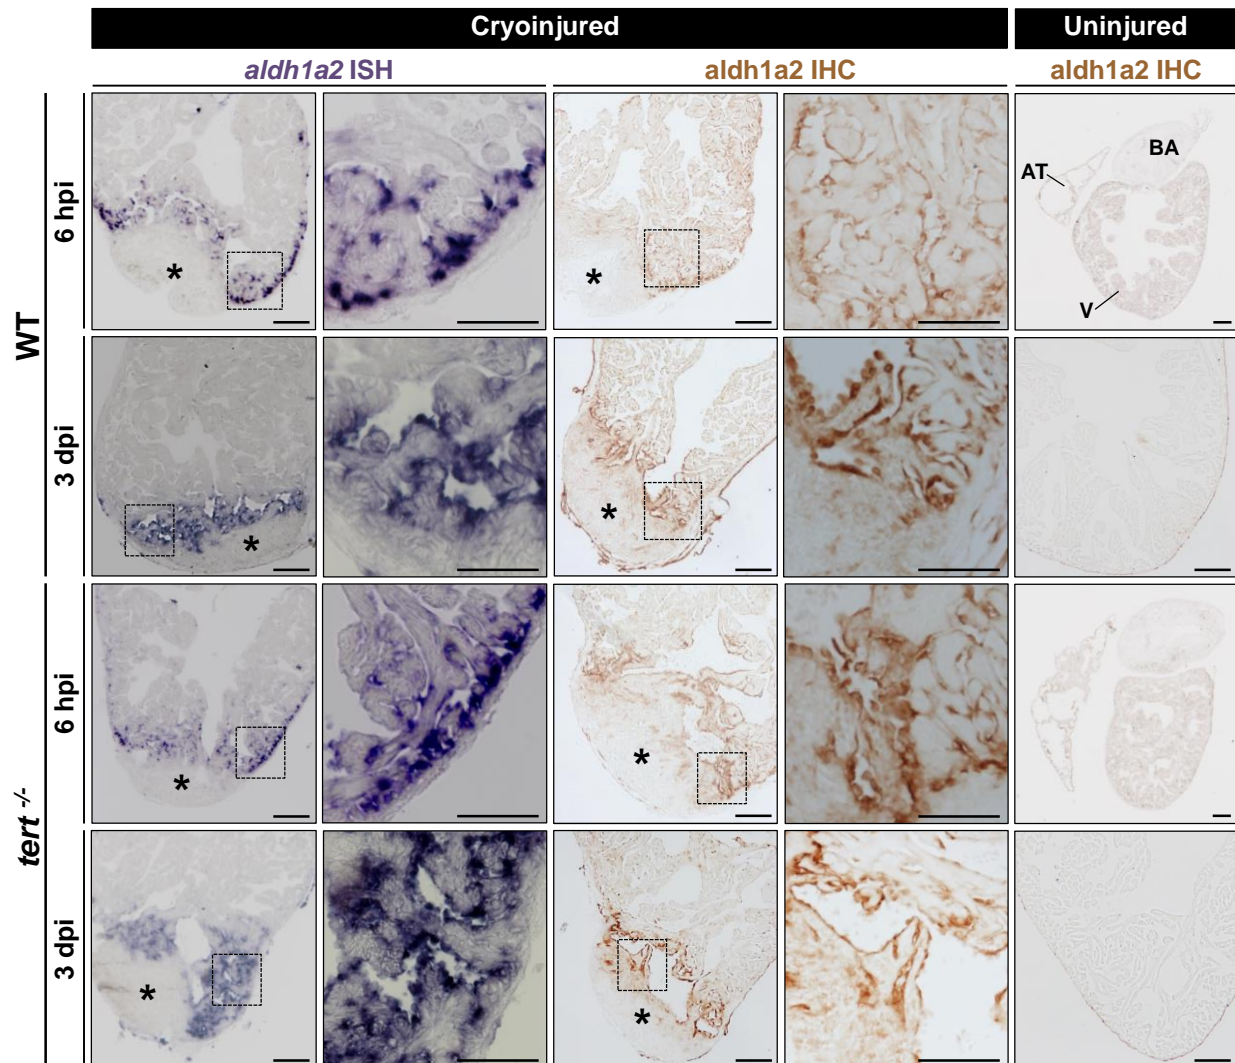 Cryoinjured
Uninjured
aldh1a2 ISH
aldh1a2 IHC
aldh1a2 IHC
WT
6 hpi
*
*
AT
BA
V
3 dpi
*
*
tert -/-
6 hpi
*
*
3 dpi
*
*